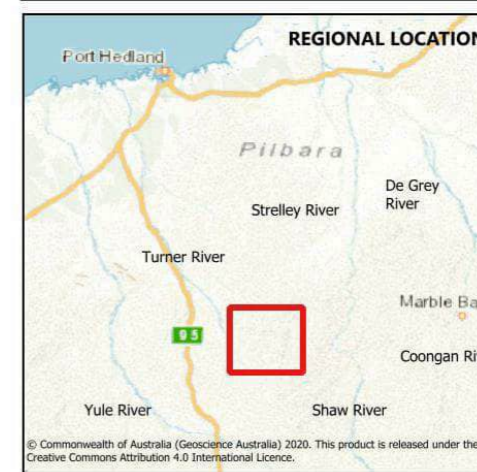 REGIONAL LOCATION
Port Hedland
Pilbara
De Grey
River
Strelley River
Turner River
Marble Ba
95
Coongan Ri
Yule River
Shaw River
© Commonwealth of Australia (Geoscience Australia) 2020. This product is released under the
Creative Commons Attribution 4.0 International Licence.